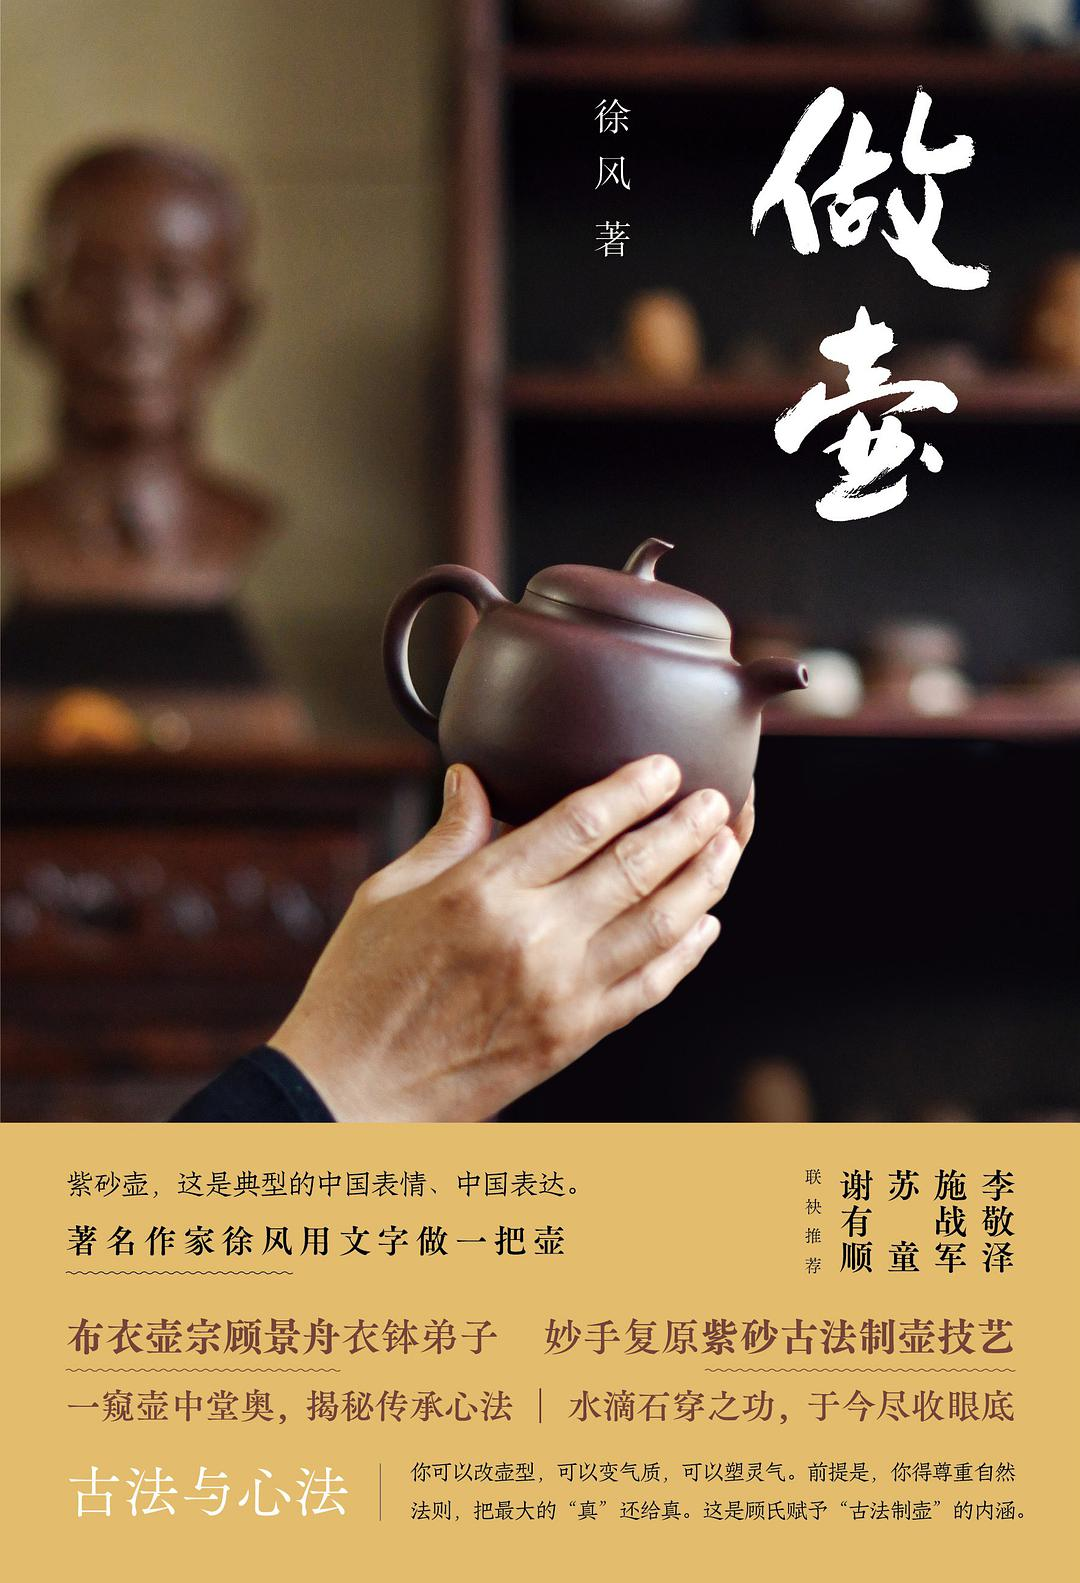 做壶
徐风 著
紫砂壶，这是典型的中国表情、中国表达。
著名作家徐风用文字做一把壶
李敬泽
施战军
苏童
谢有顺
联袂推荐
布衣壶宗顾景舟衣钵弟子 妙手复原紫砂古法制壶技艺
一窥壶中堂奥，揭秘传承心法｜水滴石穿之功，于今尽收眼底
古法与心法
你可以改壶型，可以变气质，可以塑灵气。前提是，你得尊重自然
法则，把最大的“真”还给真。这是顾氏赋予“古法制壶”的内涵。